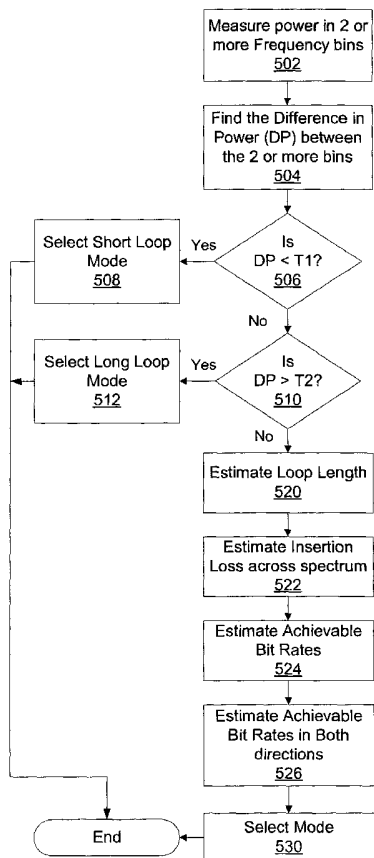 Measure power in 2 or
more Frequency bins
502
Find the Difference in
Power (DP) between
the 2 or more bins
504
Is
DP < T1?
506
Yes
Select Short Loop
Mode
508
No
Is
DP > T2?
510
Yes
Select Long Loop
Mode
512
No
Estimate Loop Length
520
Estimate Insertion
Loss across spectrum
522
Estimate Achievable
Bit Rates
524
Estimate Achievable
Bit Rates in Both
directions
526
Select Mode
530
End